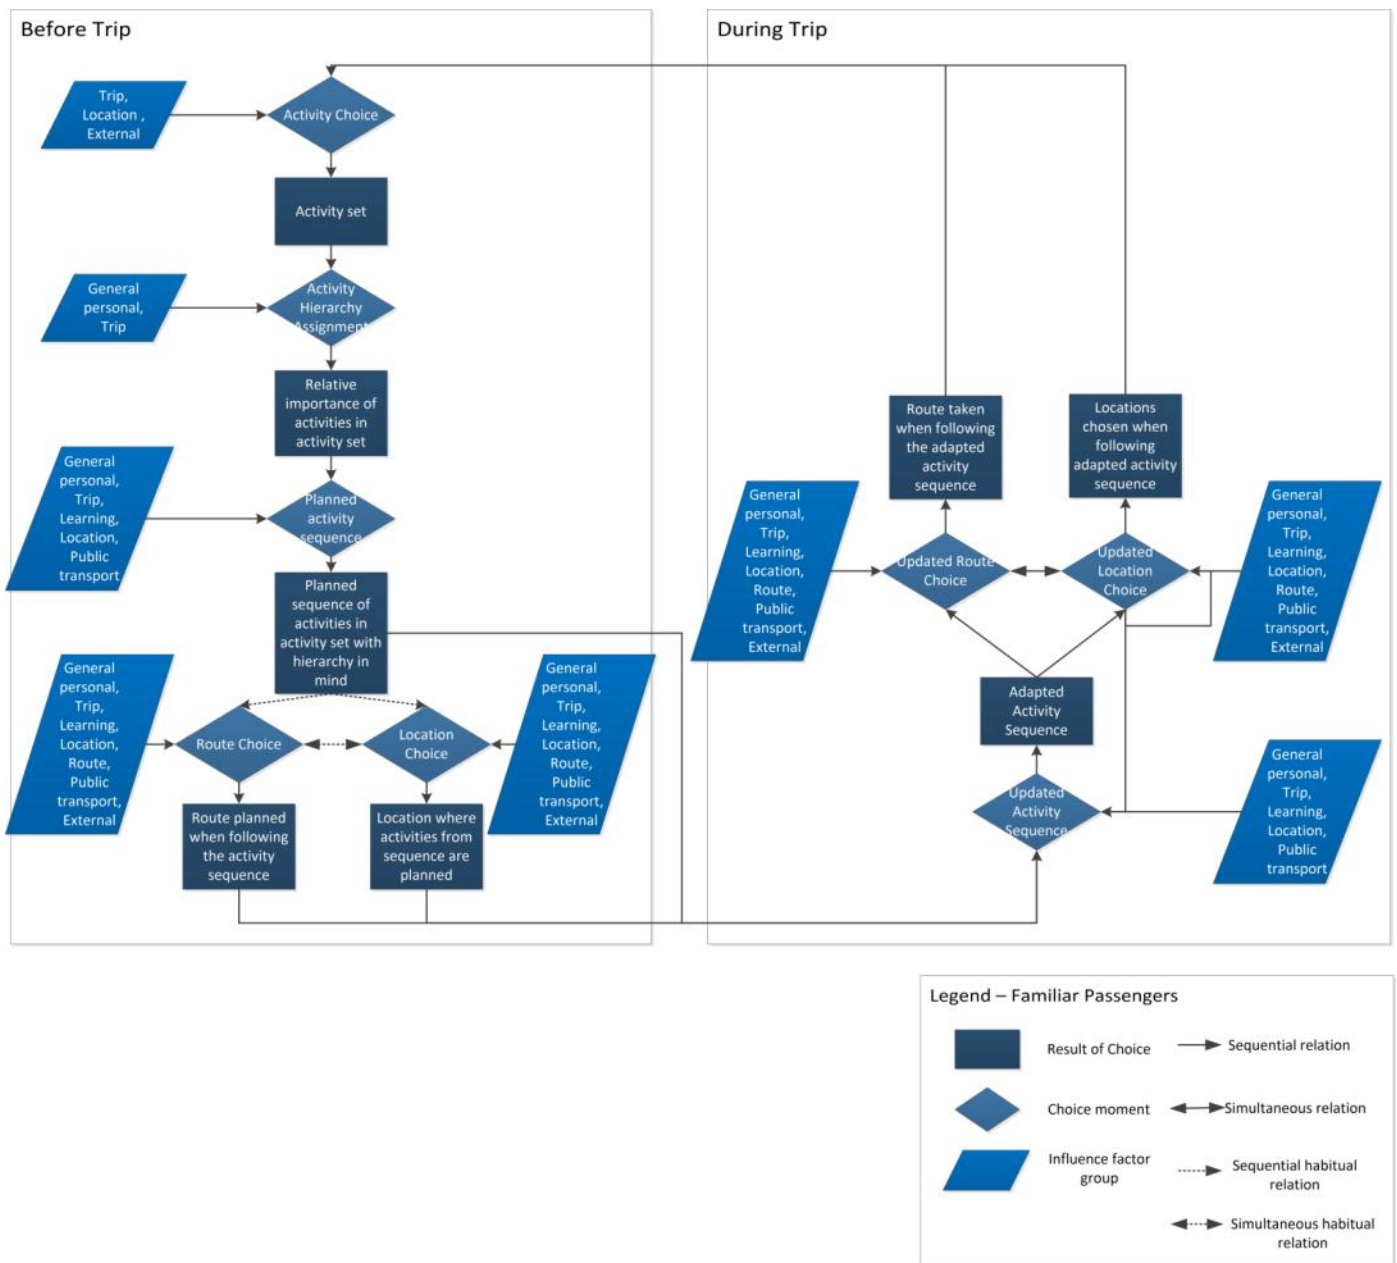 Before Trip
Trip,
Location ,
External
Activity Choice
Activity set
General
personal,
Trip
Activity
Hierarchy
Assignment
Relative
importance of
activities in
activity set
General
personal,
Trip,
Learning,
Location,
Public
transport
Planned
activity
sequence
Planned
sequence of
activities in
activity set with
hierarchy in
mind
General
personal,
Trip,
Learning,
Location,
Route,
Public
transport,
External
Route Choice
Location
Choice
General
personal,
Trip,
Learning,
Location,
Route,
Public
transport,
External
Route planned
when following
the activity
sequence
Location where
activities from
sequence are
planned
During Trip
Route taken
when following
the adapted
activity
sequence
Locations
chosen when
following
adapted activity
sequence
General
personal,
Trip,
Learning,
Location,
Route,
Public
transport,
External
Updated Route
Choice
Updated
Location
Choice
General
personal,
Trip,
Learning,
Location,
Route,
Public
transport,
External
Adapted
Activity
Sequence
Updated
Activity
Sequence
General
personal,
Trip,
Learning,
Location,
Public
transport
Legend – Familiar Passengers
Result of Choice
Sequential relation
Choice moment
Simultaneous relation
Influence factor
group
Sequential habitual
relation
Simultaneous habitual
relation